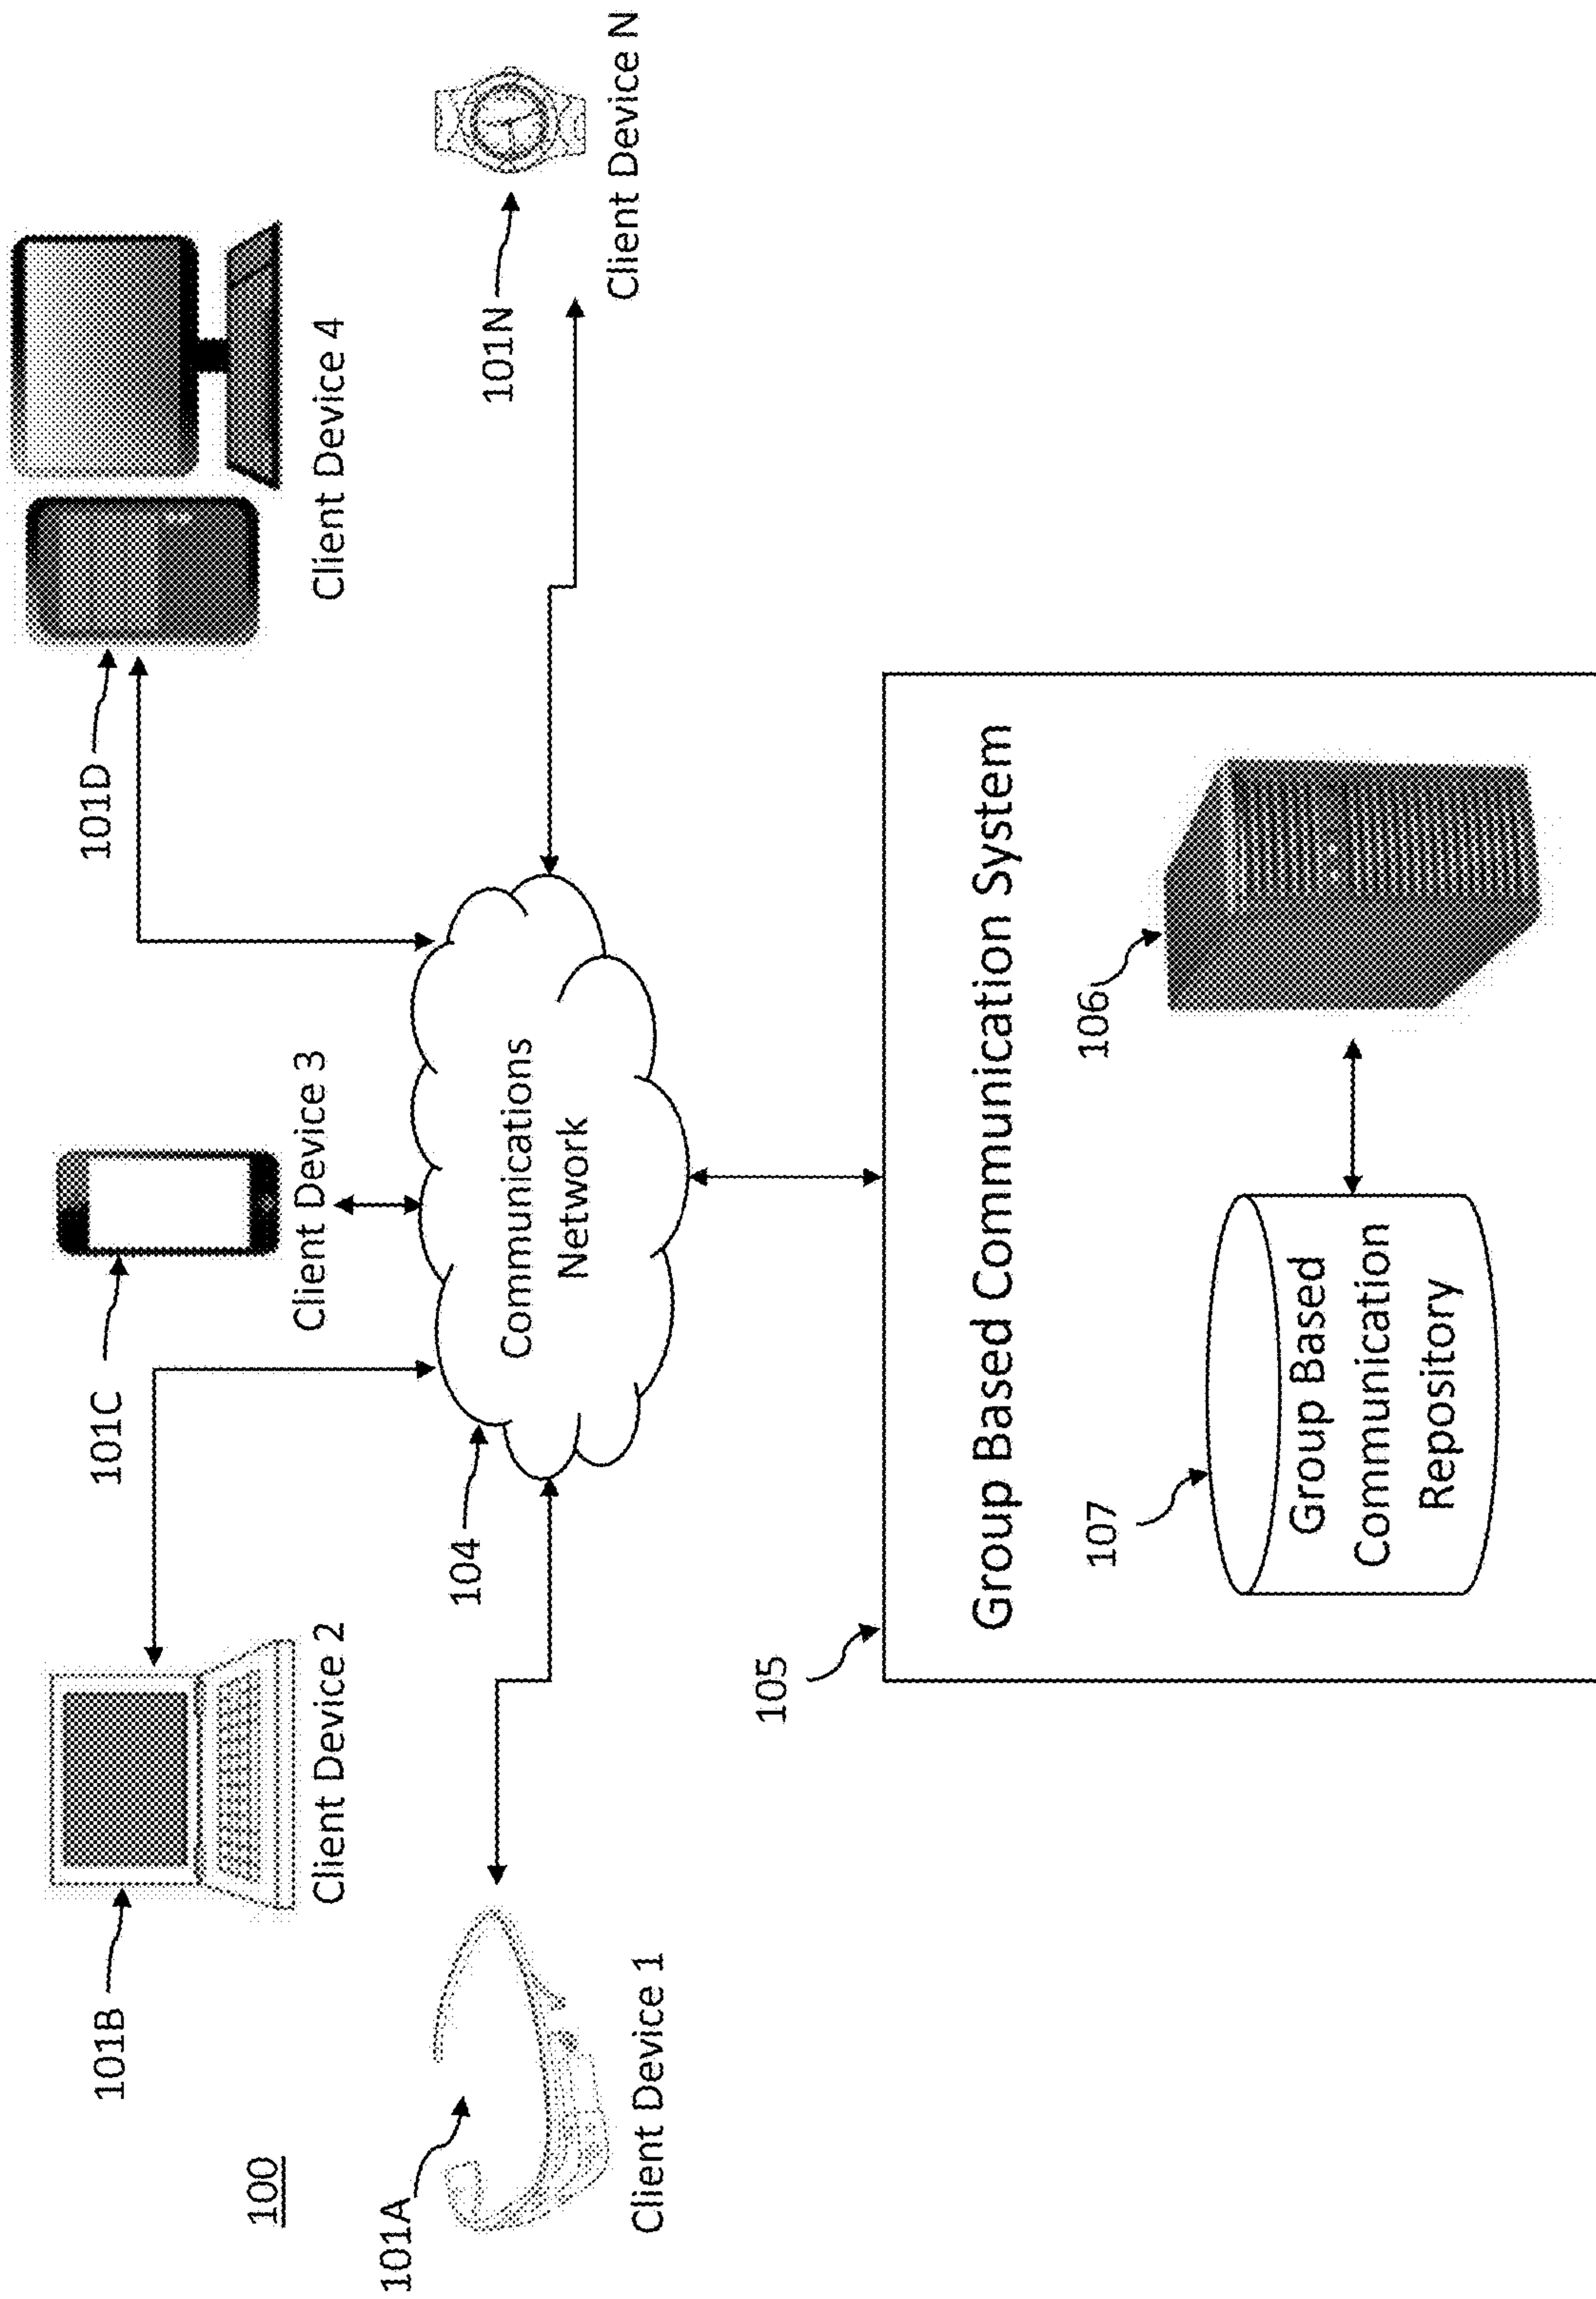 100
101A
Client Device 1
101B
Client Device 2
101C
Client Device 3
101D
Client Device 4
101N
Client Device N
104
Communications
Network
105
Group Based Communication System
106
107
Group Based
Communication
Repository